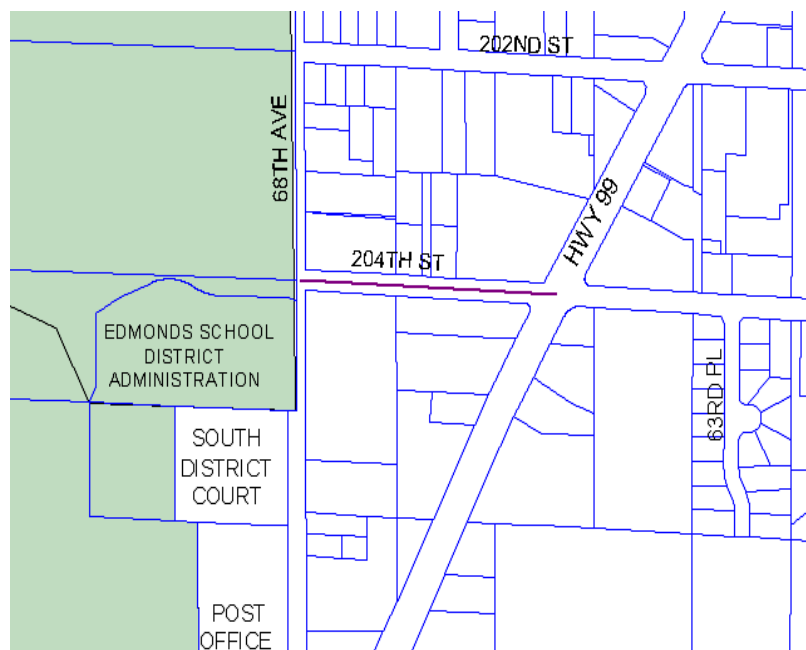 202ND ST
68TH AVE
HWY 99
204TH ST
EDMONDS SCHOOL
DISTRICT
ADMINISTRATION
63RD PL
SOUTH
DISTRICT
COURT
POST
OFFICE